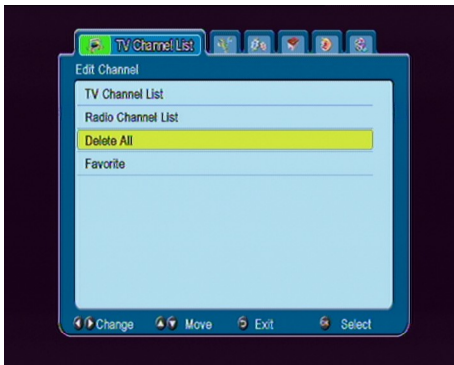 TV Channel List
Edit Channel
TV Channel List
Radio Channel List
Delete All
Favorite
Change Move Exit Select